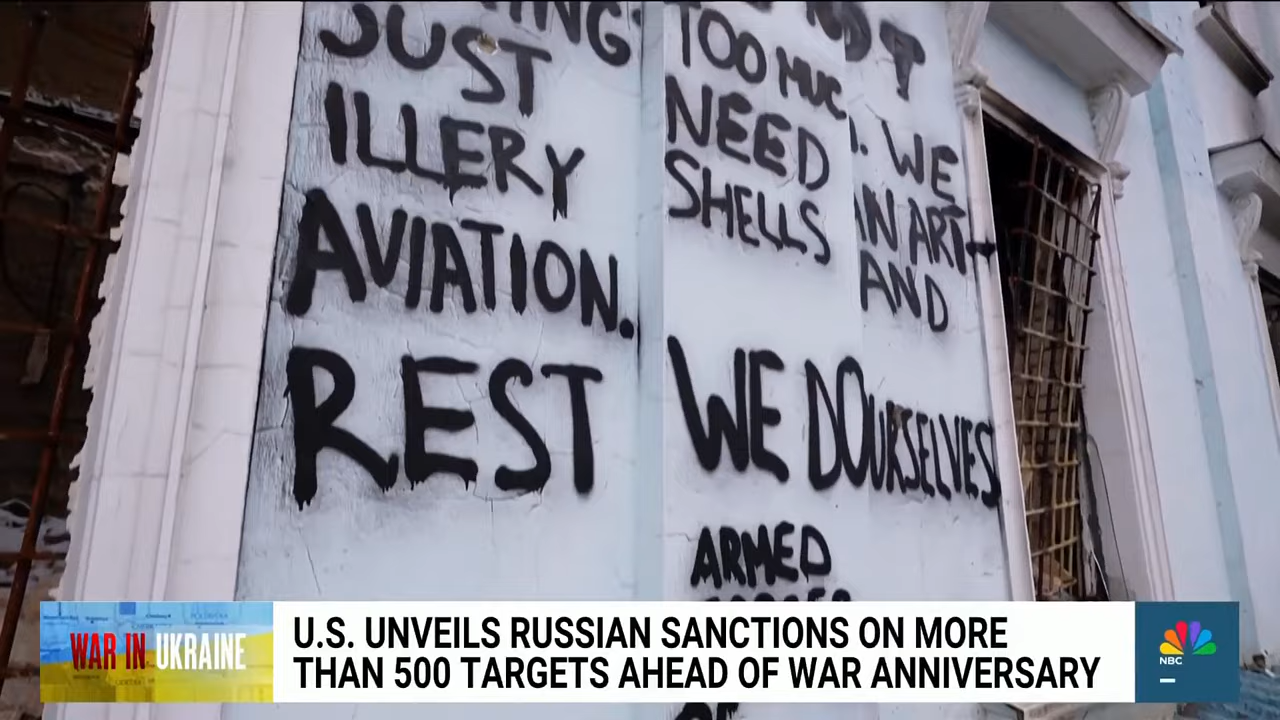 JUST
ILLERY
AVIATION.
REST
TOO MUC
NEED
SHELLS
. WE
AN ART-
AND
WE DOURSELVES
ARMED
WAR IN UKRAINE
U.S. UNVEILS RUSSIAN SANCTIONS ON MORE
THAN 500 TARGETS AHEAD OF WAR ANNIVERSARY
NBC